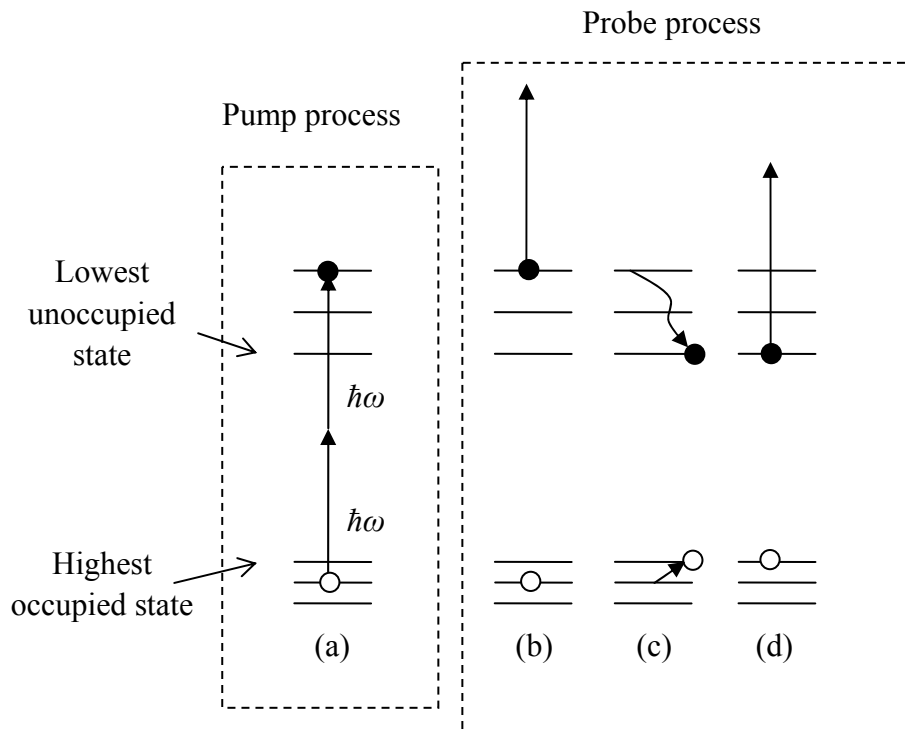 Probe process
Pump process
Lowest
unoccupied
state
ħω
ħω
Highest
occupied state
(a)
(b)
(c)
(d)